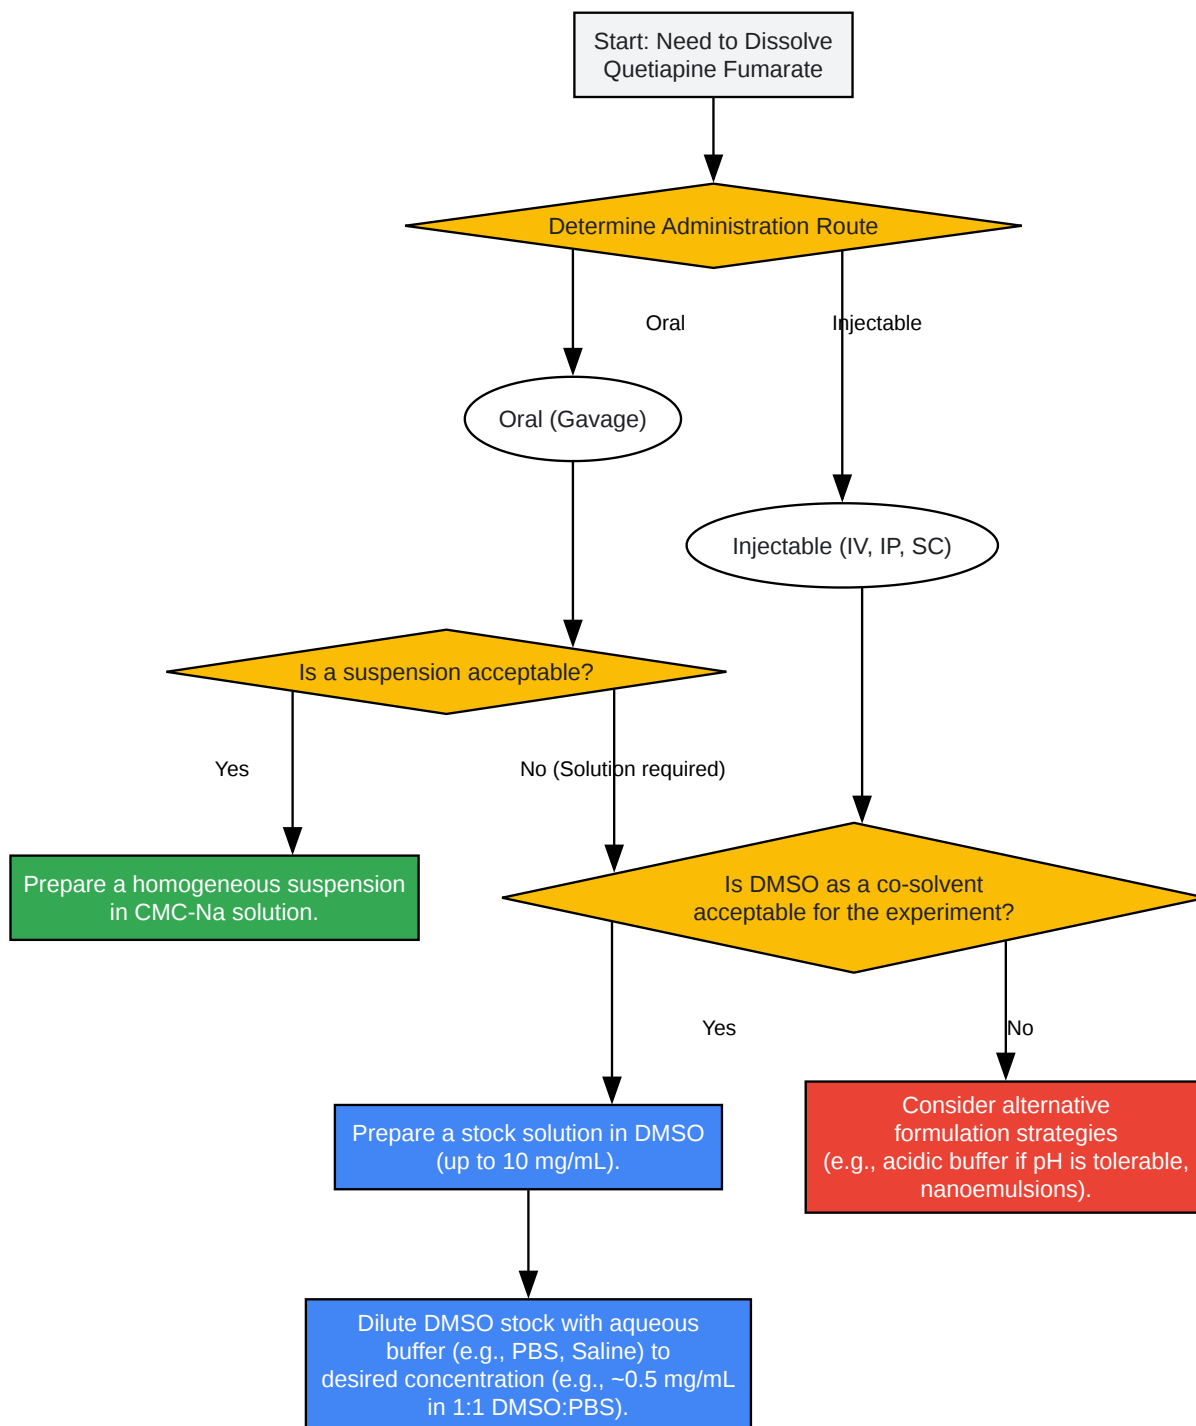 Start: Need to Dissolve
Quetiapine Fumarate
Determine Administration Route
Oral
Injectable
Oral (Gavage)
Injectable (IV, IP, SC)
Is a suspension acceptable?
Yes
No (Solution required)
Prepare a homogeneous suspension
in CMC-Na solution.
Is DMSO as a co-solvent
acceptable for the experiment?
Yes
No
Prepare a stock solution in DMSO
(up to 10 mg/mL).
Consider alternative
formulation strategies
(e.g., acidic buffer if pH is tolerable,
nanoemulsions).
Dilute DMSO stock with aqueous
buffer (e.g., PBS, Saline) to
desired concentration (e.g., ~0.5 mg/mL
in 1:1 DMSO:PBS).